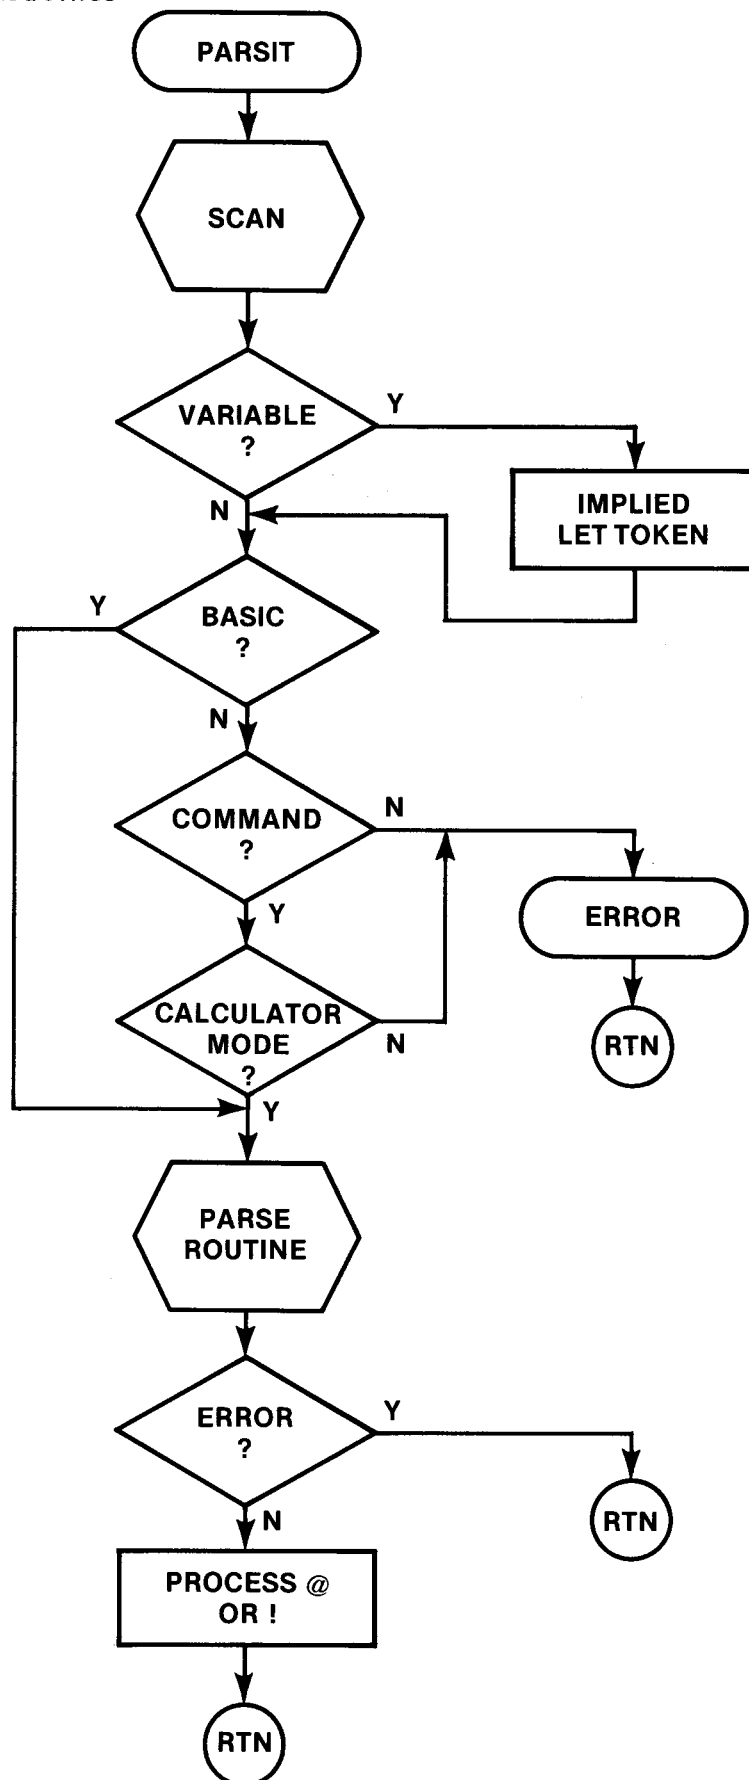 PARSIT
SCAN
VARIABLE
?
Y
IMPLIED
LET TOKEN
N
Y
BASIC
?
N
COMMAND
?
N
Y
ERROR
CALCULATOR
MODE
?
N
RTN
Y
PARSE
ROUTINE
ERROR
?
Y
RTN
N
PROCESS @
OR !
RTN